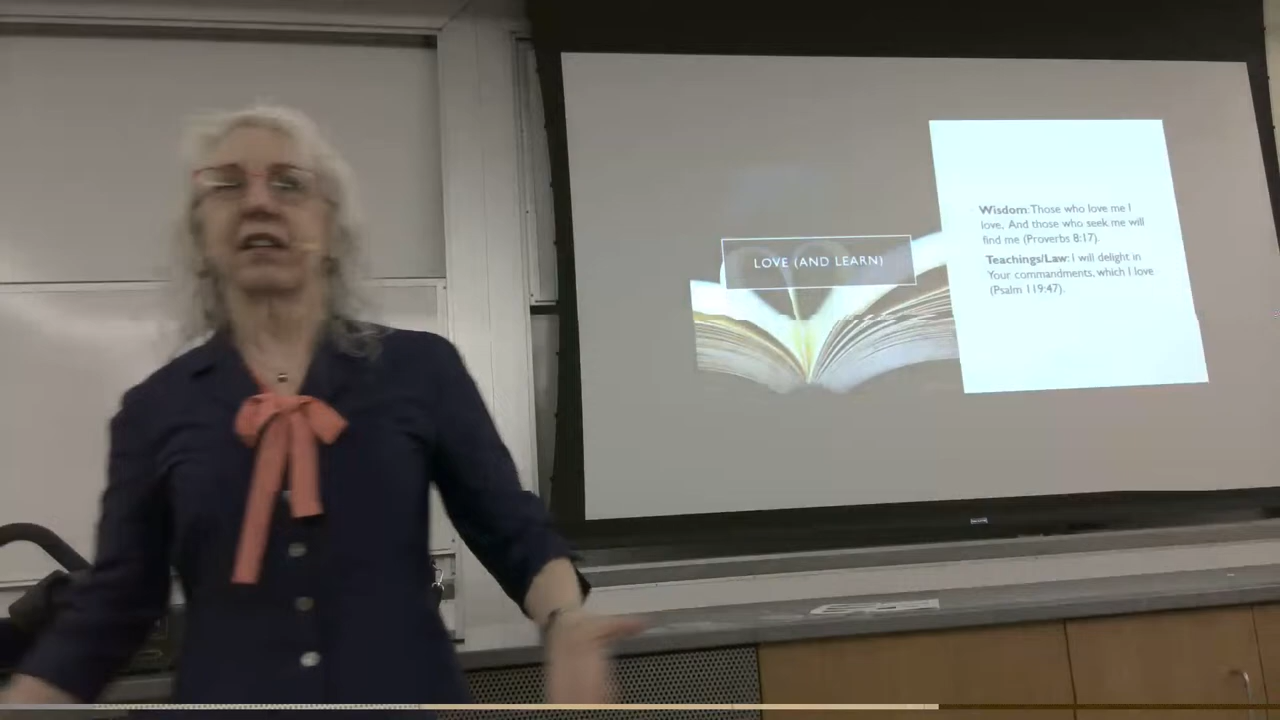 LOVE (AND LEARN)
Wisdom: Those who love me I
love, And those who seek me will
find me (Proverbs 8:17).
Teachings/Law: I will delight in
Your commandments, which I love
(Psalm 119:47).